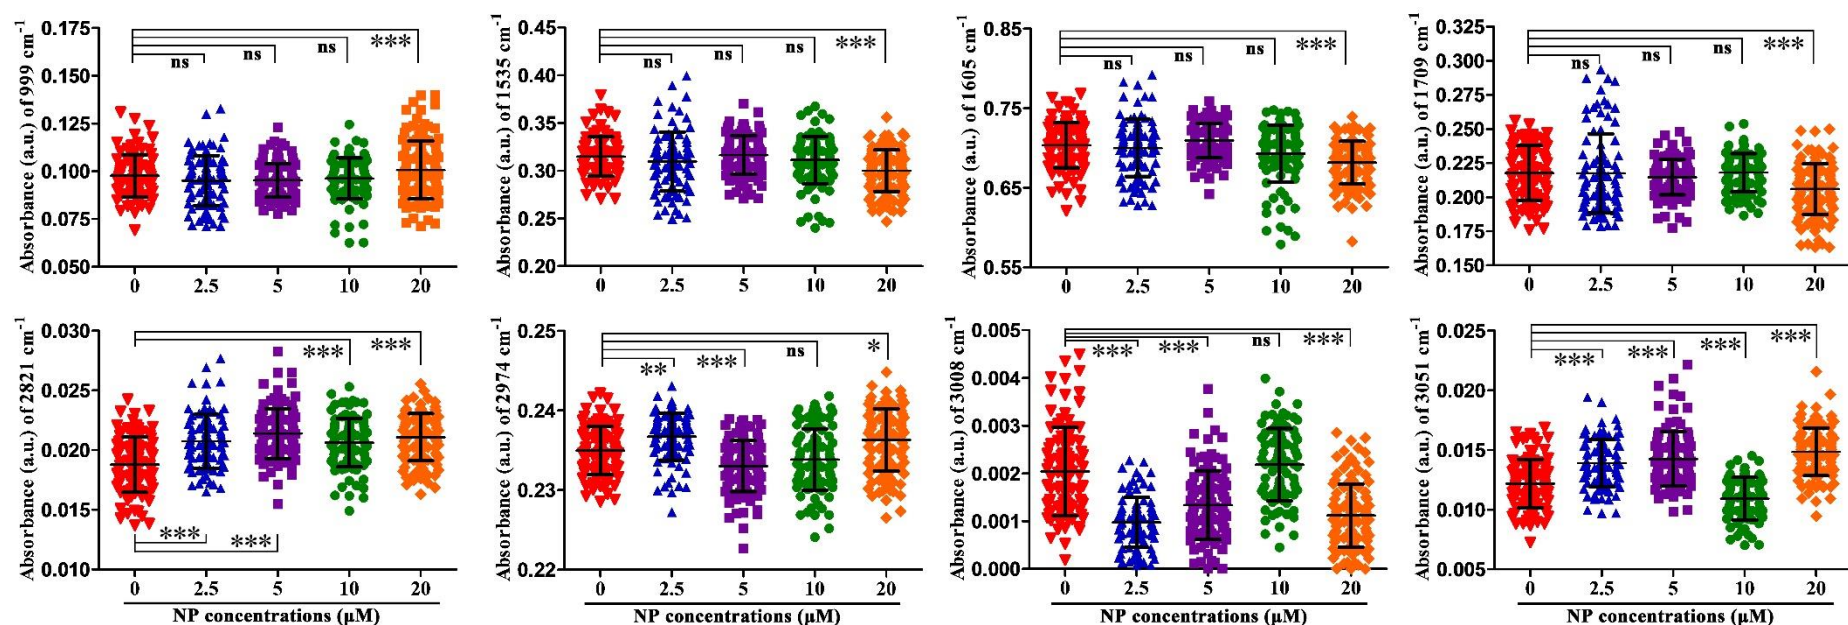 Absorbance (a.u.) of 999 cm-1
0.175
0.150
0.125
0.100
0.075
0.050
ns
ns
ns
***
0 2.5 5 10 20
Absorbance (a.u.) of 1535 cm-1
0.45
0.40
0.35
0.30
0.25
0.20
ns
ns
ns
***
0 2.5 5 10 20
Absorbance (a.u.) of 1605 cm-1
0.85
0.75
0.65
0.55
ns
ns
ns
***
0 2.5 5 10 20
Absorbance (a.u.) of 1709 cm-1
0.325
0.300
0.275
0.250
0.225
0.200
0.175
0.150
ns
ns
ns
***
0 2.5 5 10 20
Absorbance (a.u.) of 2821 cm-1
0.030
0.025
0.020
0.015
0.010
***
***
***
***
0 2.5 5 10 20
NP concentrations (μM)
Absorbance (a.u.) of 2974 cm-1
0.25
0.24
0.23
0.22
**
***
ns
*
0 2.5 5 10 20
NP concentrations (μM)
Absorbance (a.u.) of 3008 cm-1
0.005
0.004
0.003
0.002
0.001
0.000
***
***
ns
***
0 2.5 5 10 20
NP concentrations (μM)
Absorbance (a.u.) of 3051 cm-1
0.025
0.020
0.015
0.010
0.005
***
***
***
***
0 2.5 5 10 20
NP concentrations (μM)